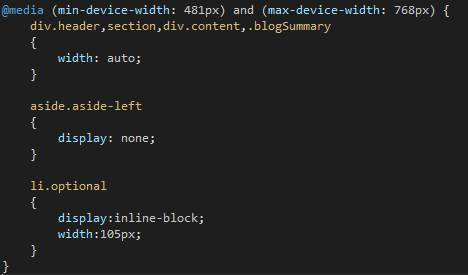 @media (min-device-width: 481px) and (max-device-width: 768px) {
    div.header,section,div.content,.blogSummary
    {
        width: auto;
    }

    aside.aside-left
    {
        display: none;
    }

    li.optional
    {
        display:inline-block;
        width:105px;
    }
}